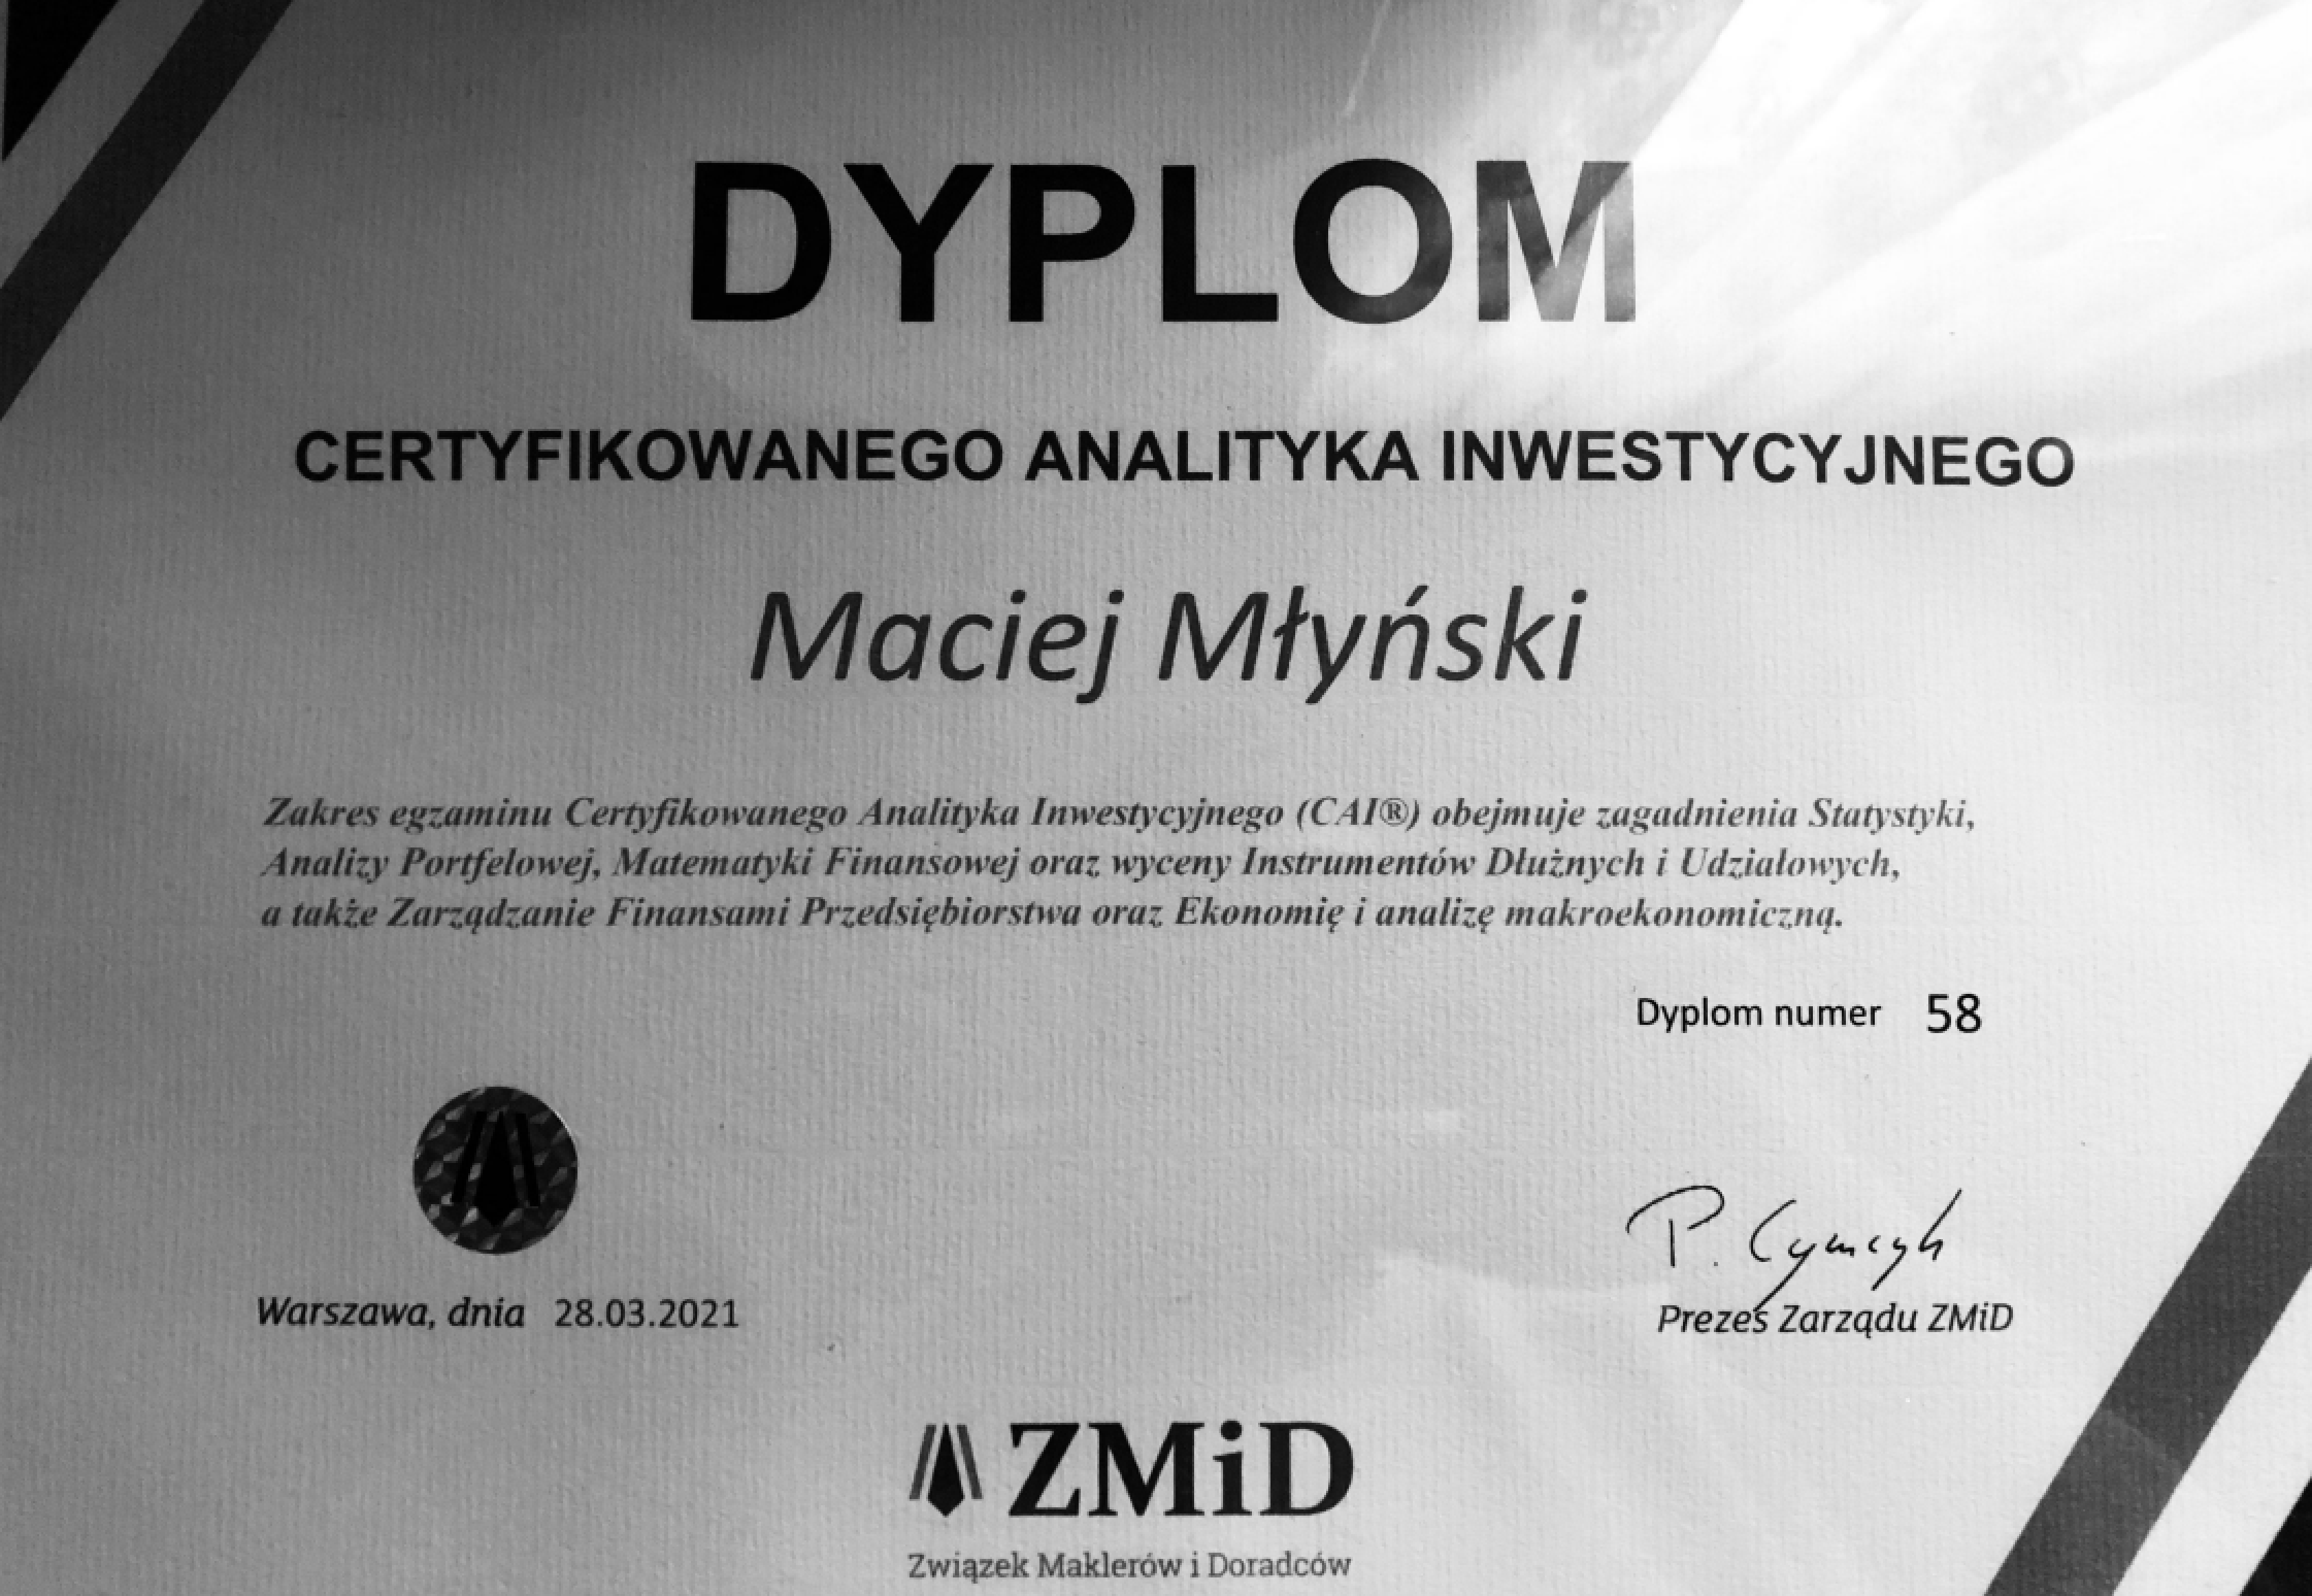 DYPLOM
CERTYFIKOWANEGO ANALITYKA INWESTYCYJNEGO
Maciej Młyński
Zakres egzaminu Certyfikowanego Analityka Inwestycyjnego (CAI®) obejmuje zagadnienia Statystyki,
Analizy Portfelowej, Matematyki Finansowej oraz wyceny Instrumentów Dłużnych i Udziałowych,
a także Zarządzanie Finansami Przedsiębiorstwa oraz Ekonomię i analizę makroekonomiczną.
Dyplom numer 58
P. Cymcyk
Warszawa, dnia 28.03.2021
Prezes Zarządu ZMiD
ZMiD
Związek Maklerów i Doradców